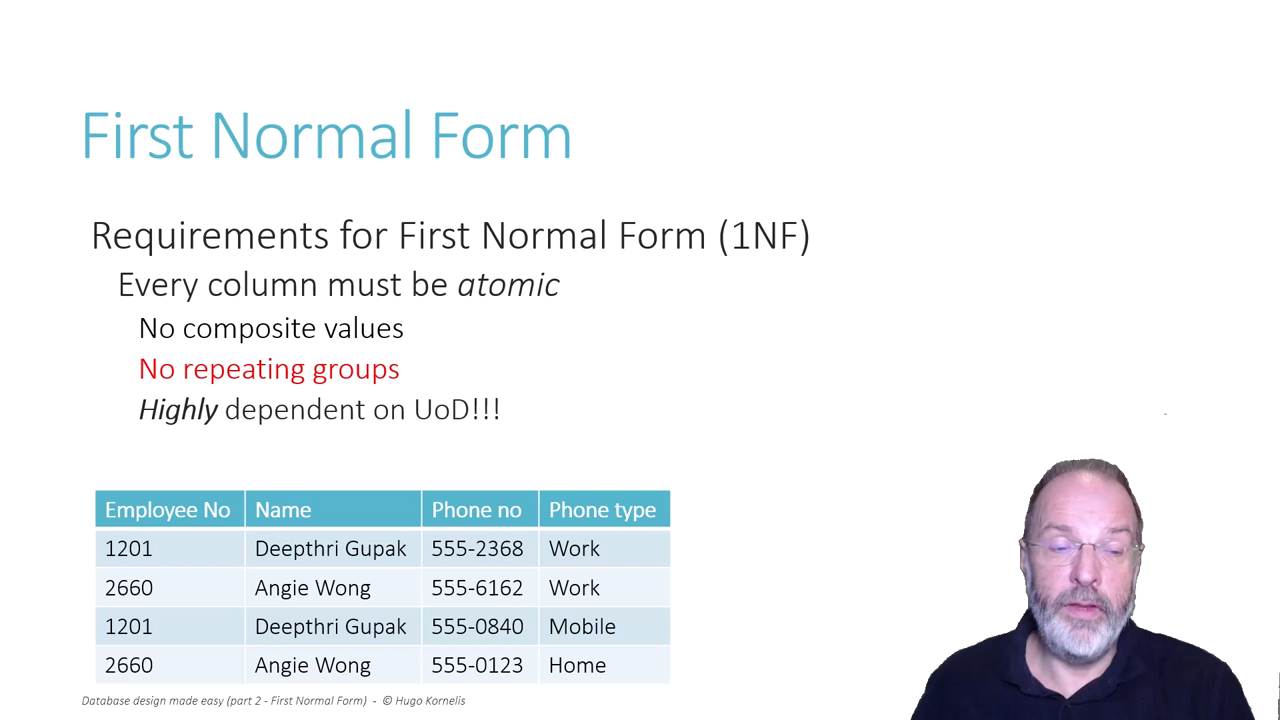 First Normal Form
Requirements for First Normal Form (1NF)
Every column must be atomic
No composite values
No repeating groups
Highly dependent on UoD!!!
Employee No Name Phone no Phone type
1201 Deepthri Gupak 555-2368 Work
2660 Angie Wong 555-6162 Work
1201 Deepthri Gupak 555-0840 Mobile
2660 Angie Wong 555-0123 Home
Database design made easy (part 2 - First Normal Form) - © Hugo Kornelis